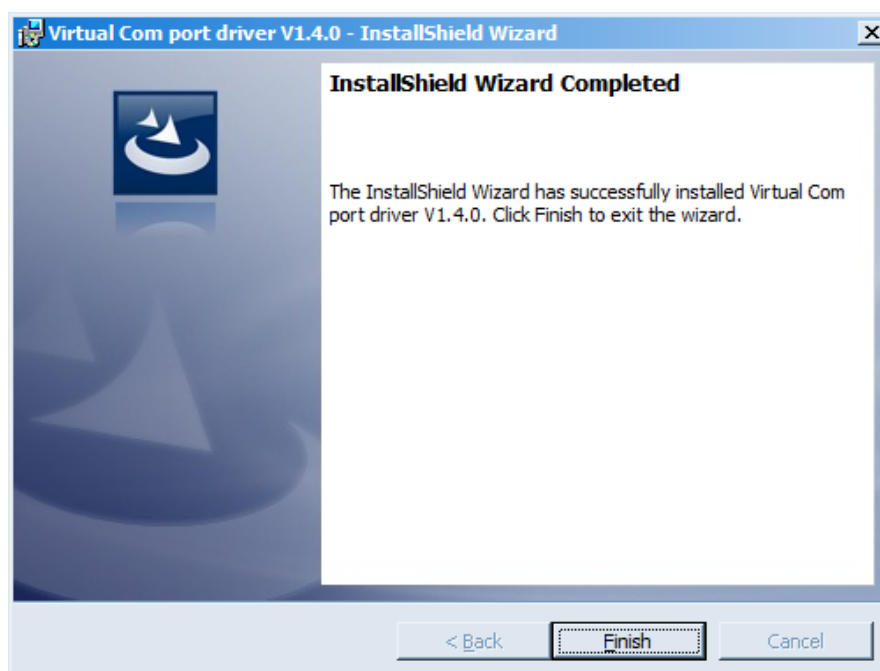 Virtual Com port driver V1.4.0 - InstallShield Wizard
InstallShield Wizard Completed
The InstallShield Wizard has successfully installed Virtual Com
port driver V1.4.0. Click Finish to exit the wizard.
< Back
Finish
Cancel